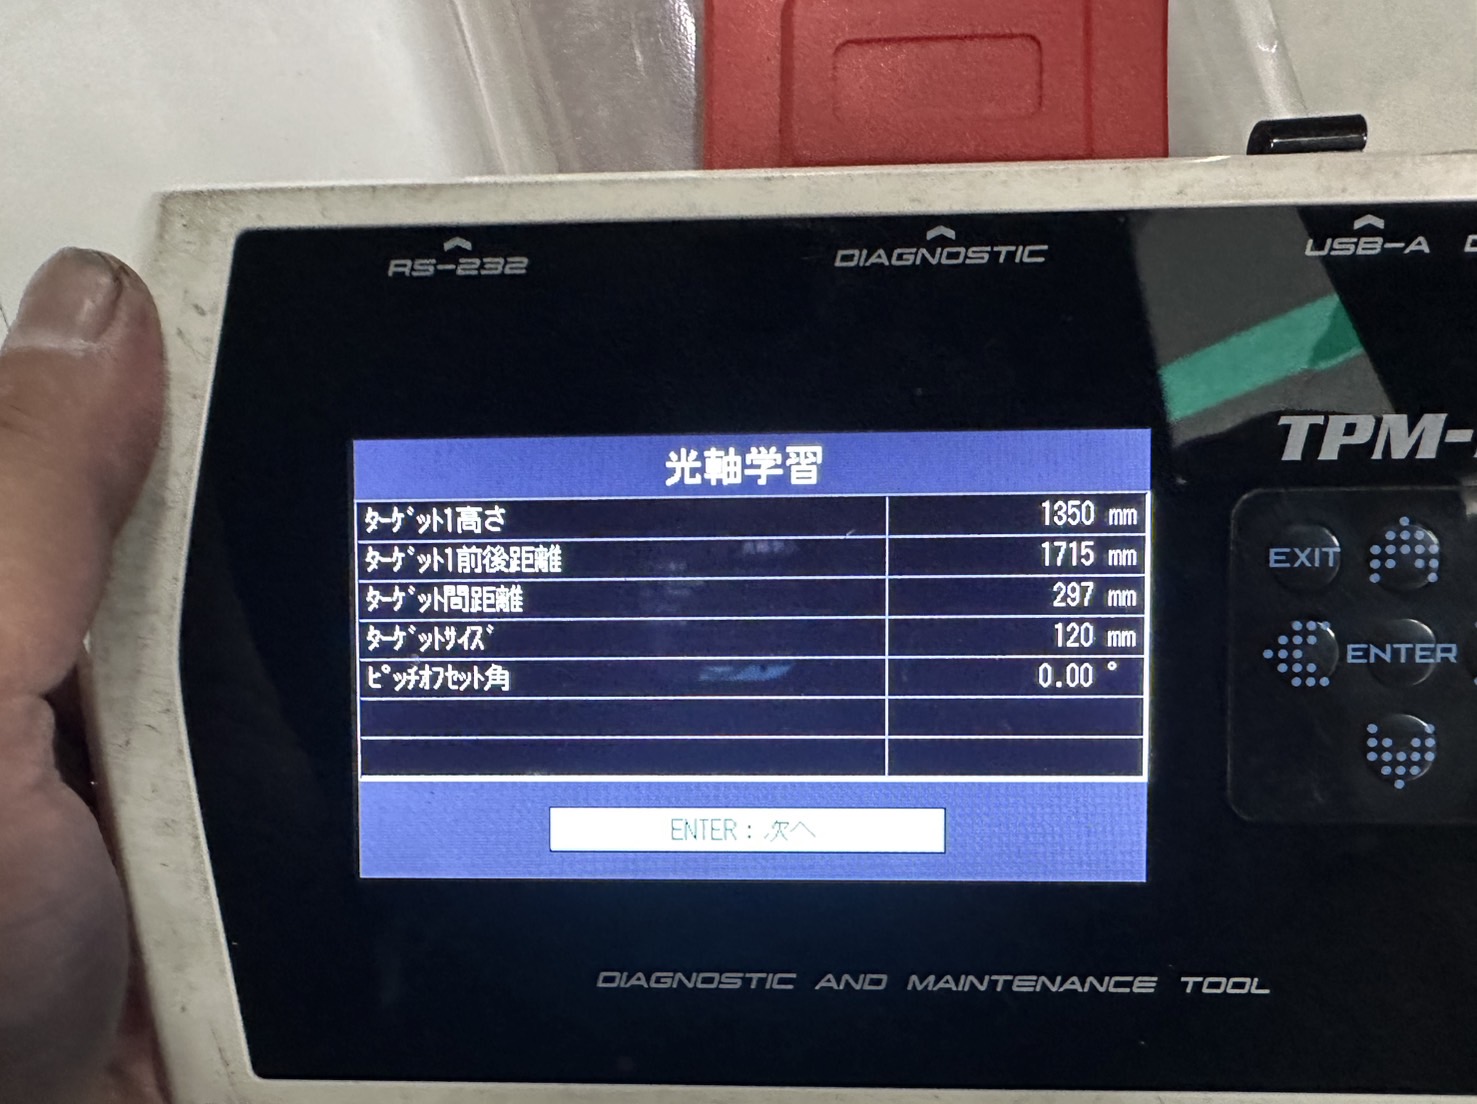 RS-232
DIAGNOSTIC
USB-A
TPM-
光軸学習
ﾀｰｹﾞｯﾄ1高さ 1350 mm
ﾀｰｹﾞｯﾄ1前後距離 1715 mm
ﾀｰｹﾞｯﾄ間距離 297 mm
ﾀｰｹﾞｯﾄｻｲｽﾞ 120 mm
ﾋﾟｯﾁｵﾌｾｯﾄ角 0.00 °
ENTER : 次へ
EXIT
ENTER
DIAGNOSTIC AND MAINTENANCE TOOL